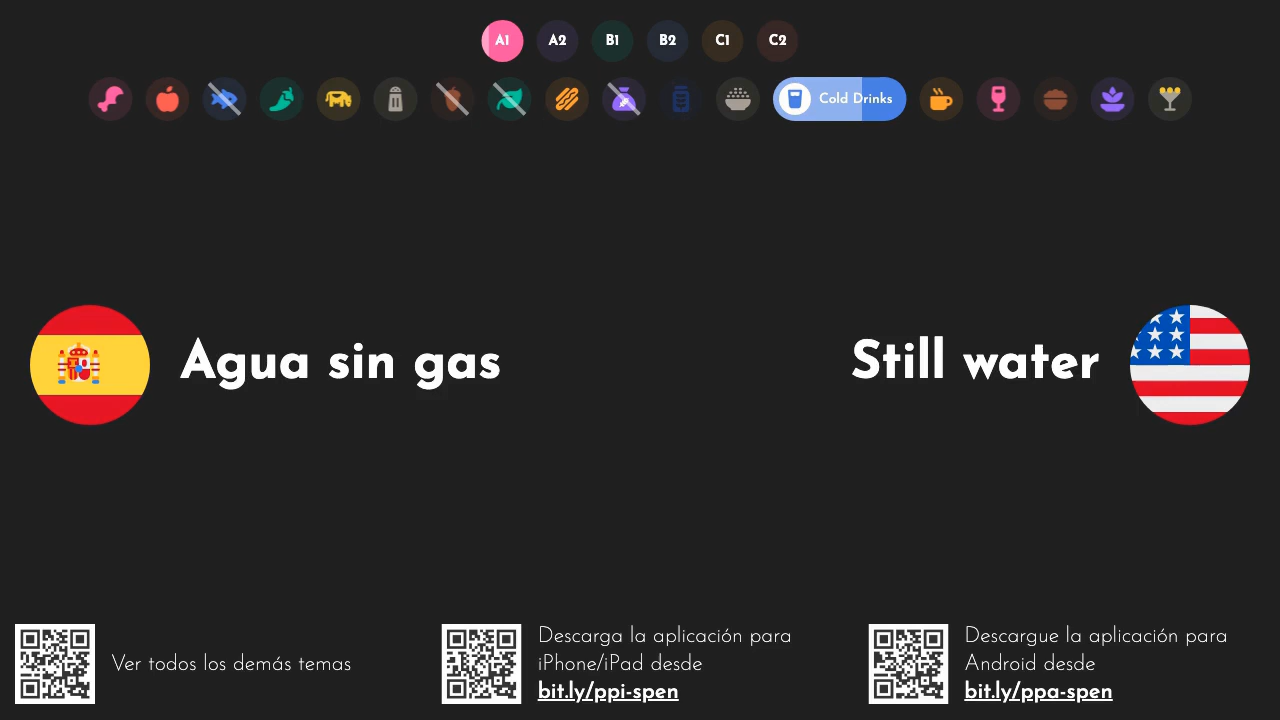 A1 A2 B1 B2 C1 C2
Cold Drinks
Agua sin gas
Still water
Ver todos los demás temas
Descarga la aplicación para
iPhone/iPad desde
bit.ly/ppi-spen
Descargue la aplicación para
Android desde
bit.ly/ppa-spen